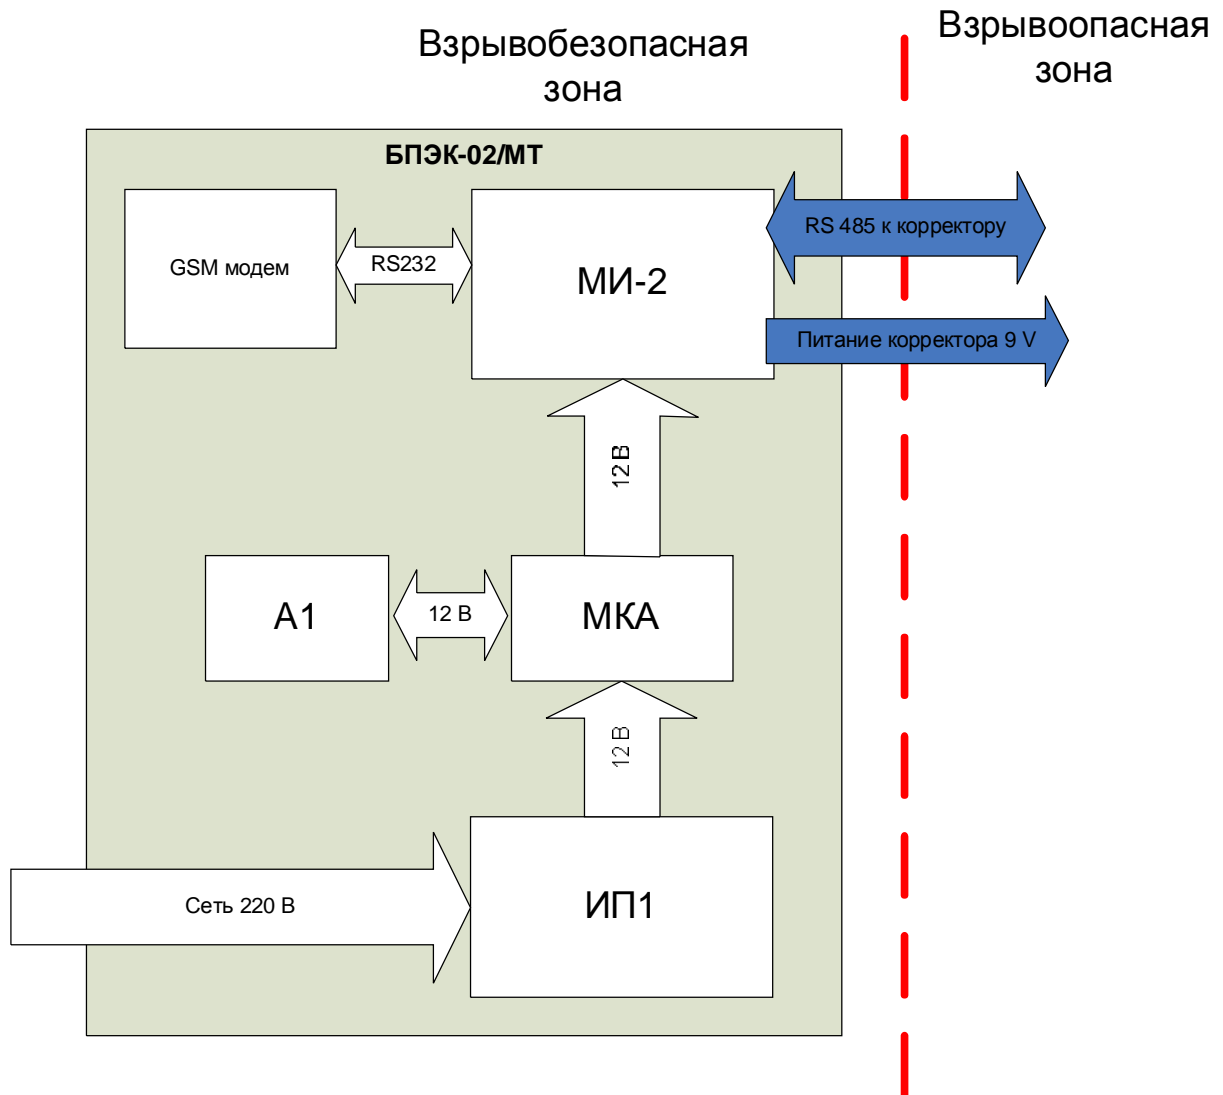 Взрывобезопасная
зона
Взрывоопасная
зона
БПЭК-02/МТ
GSM модем
RS232
МИ-2
RS 485 к корректору
Питание корректора 9 V
12 В
А1
12 В
МКА
12 В
Сеть 220 В
ИП1